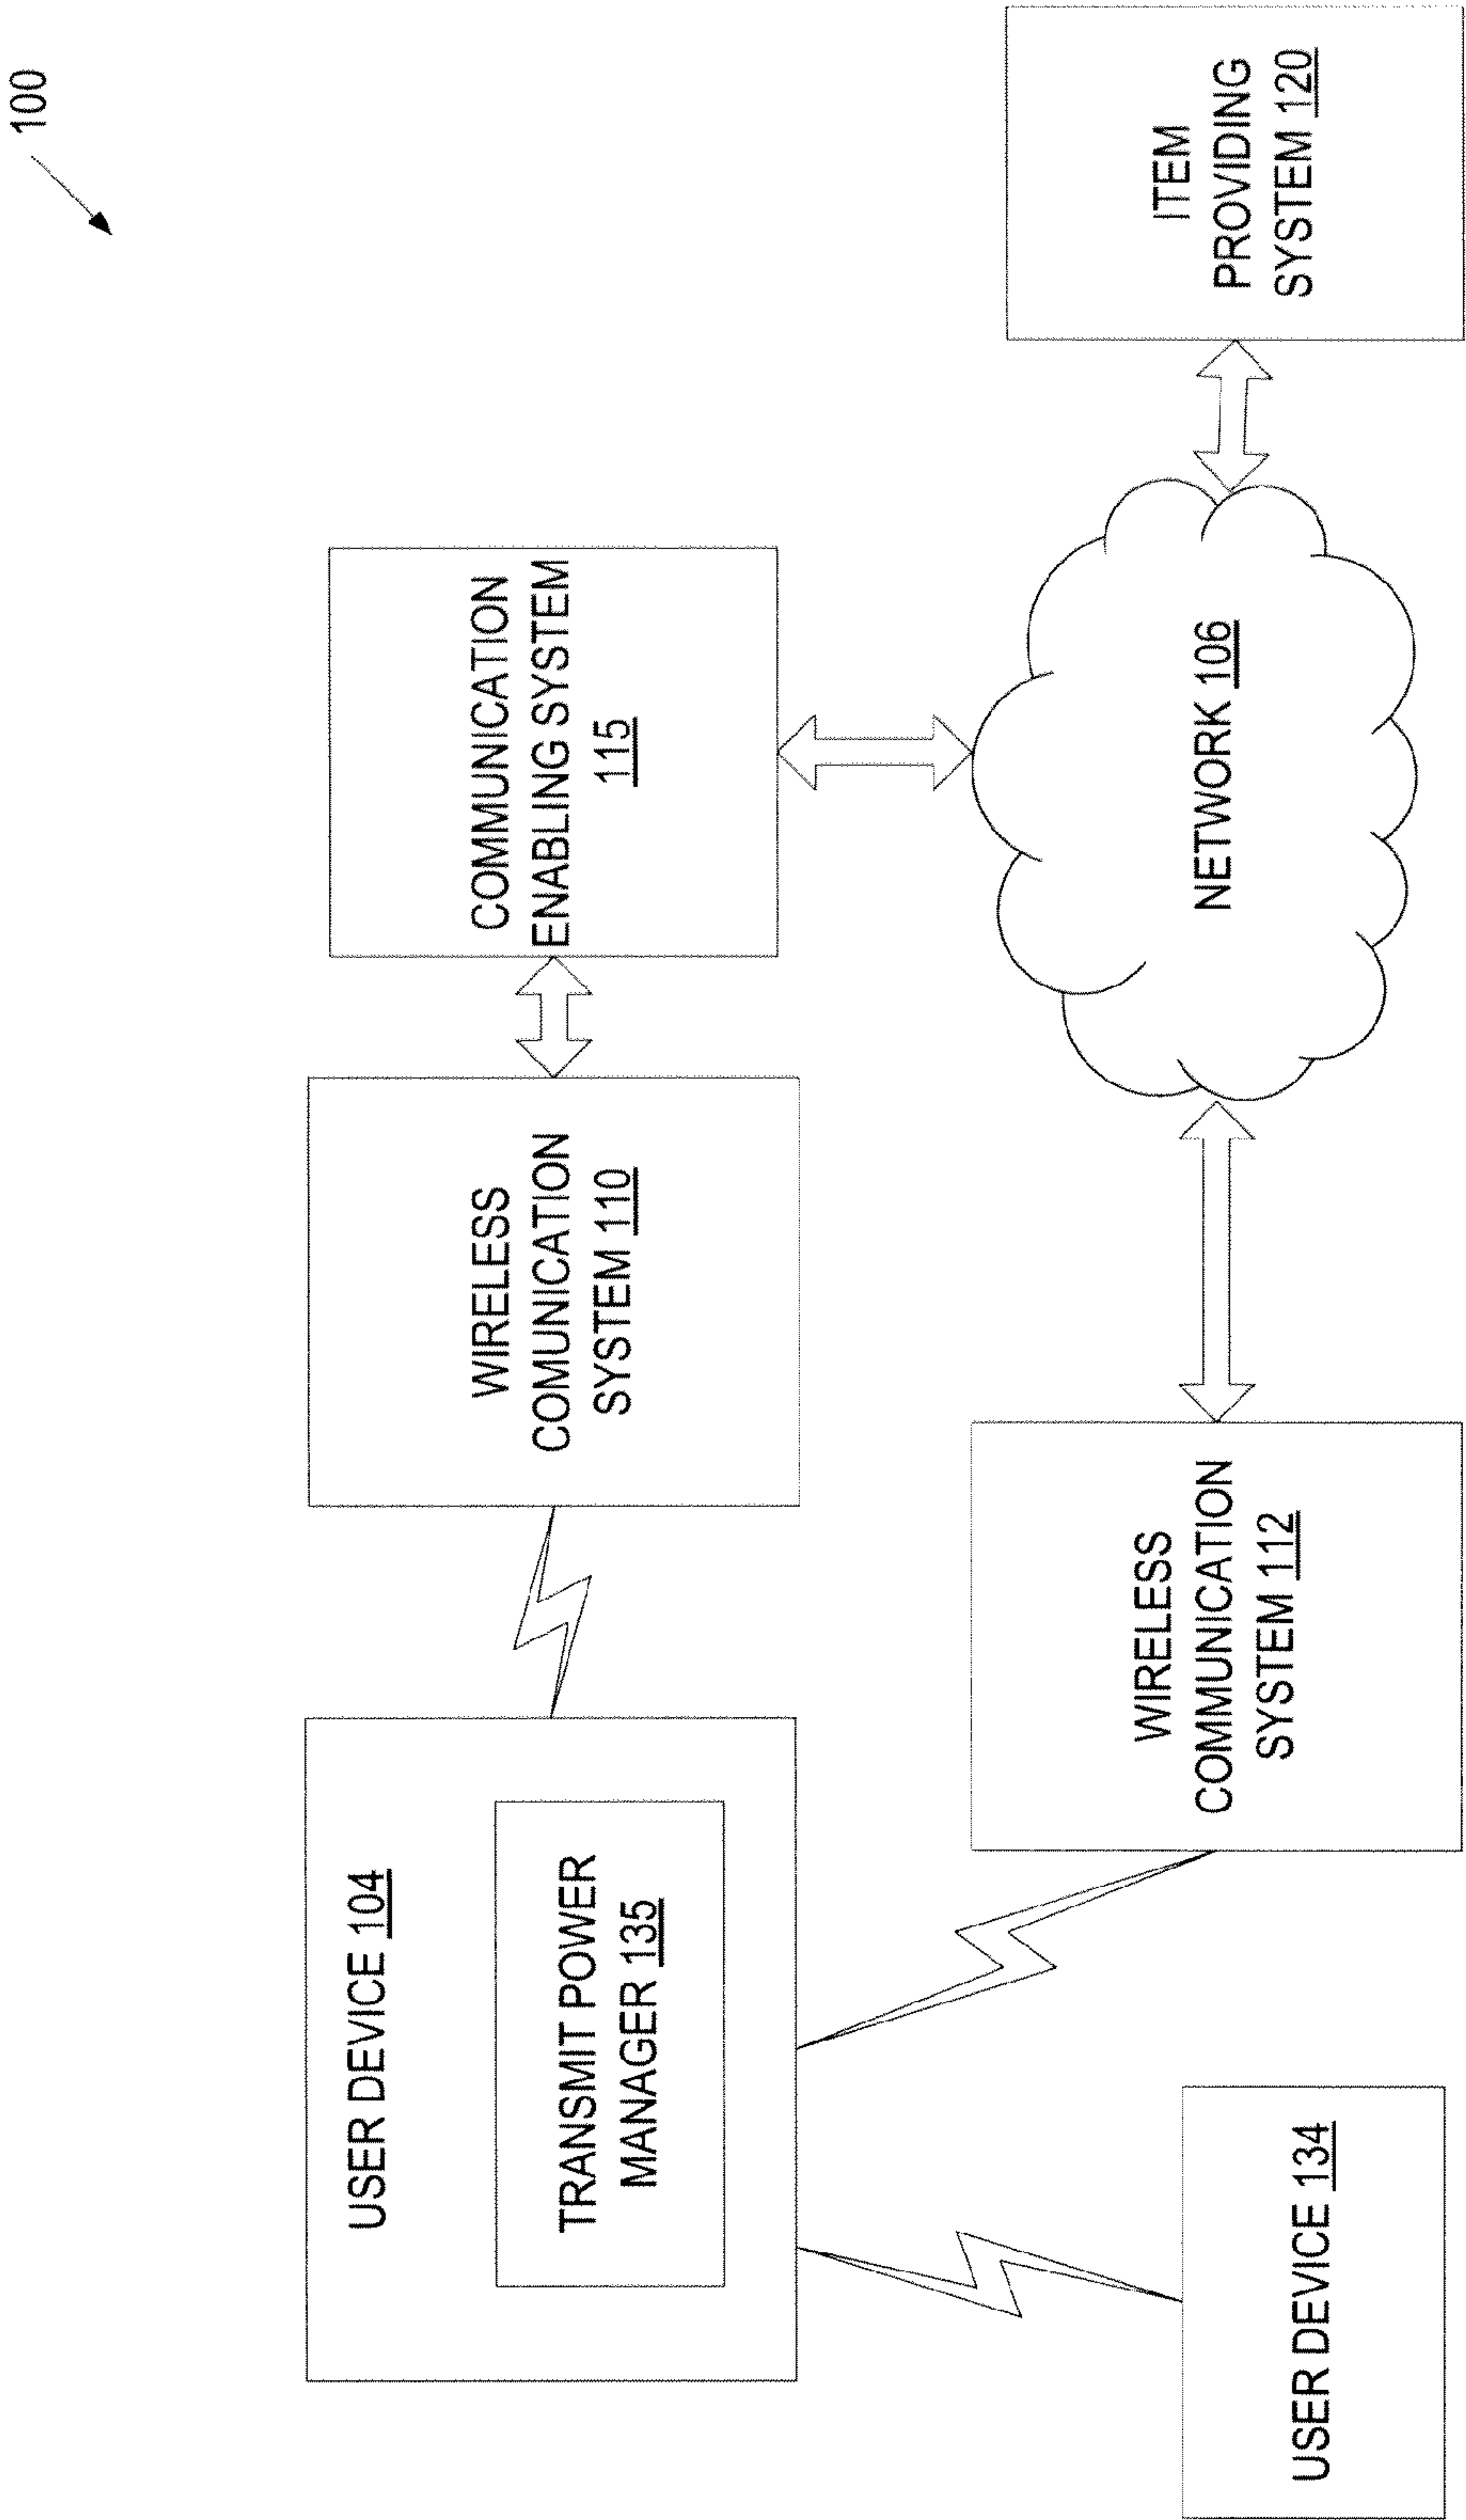 100
USER DEVICE 104
TRANSMIT POWER
MANAGER 135
WIRELESS
COMUNICATION
SYSTEM 110
COMMUNICATION
ENABLING SYSTEM
115
USER DEVICE 134
WIRELESS
COMMUNICATION
SYSTEM 112
NETWORK 106
ITEM
PROVIDING
SYSTEM 120